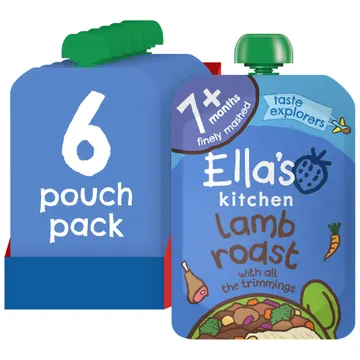 6
pouch
pack
7+
months
finely mashed
taste
explorers
Ella's
kitchen
lamb
roast
with all
the trimmings